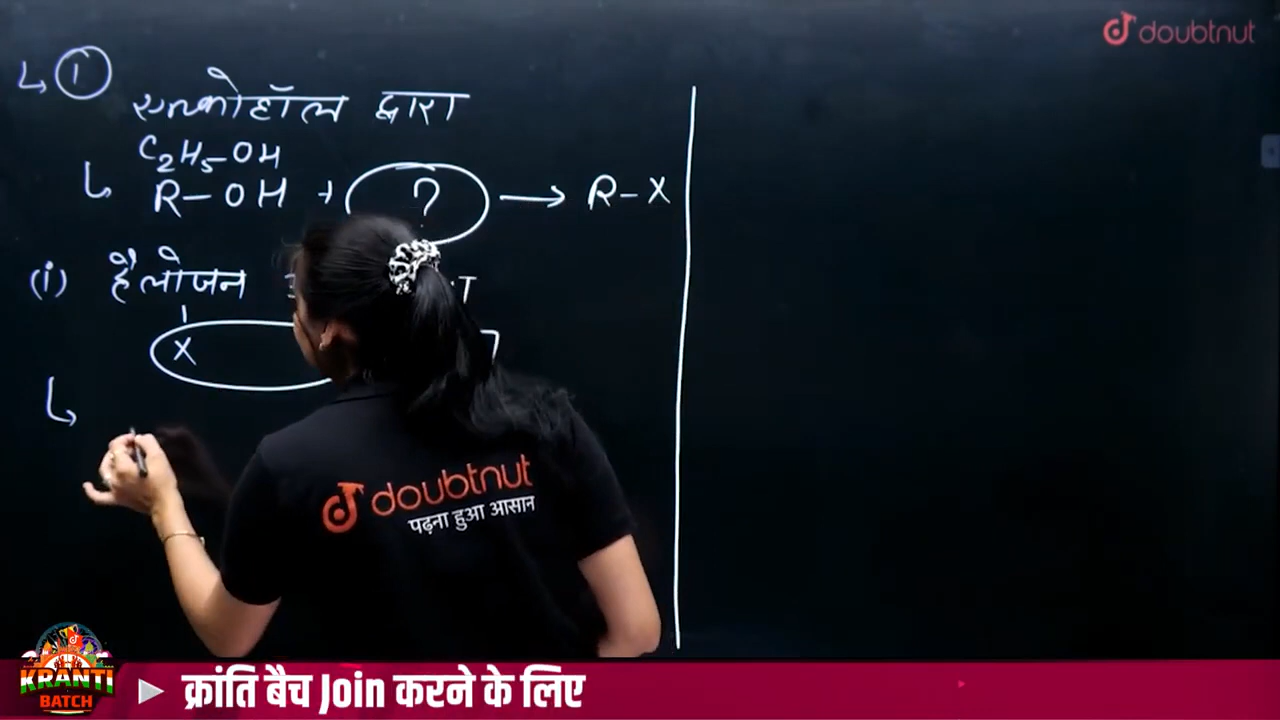 doubtnut
↳ ①
एल्कोहॉल द्वारा
C₂H₅-OH
↳ R-OH + ? → R-X
(i) हैलोजन
X
↳
doubtnut
पढ़ना हुआ आसान
KRANTI
BATCH
क्रांति बैच Join करने के लिए